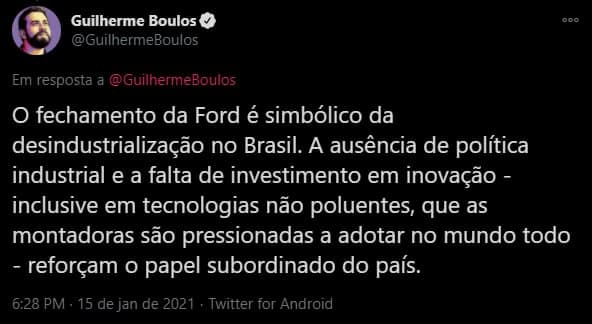 Guilherme Boulos
@GuilhermeBoulos
Em resposta a @GuilhermeBoulos
O fechamento da Ford é simbólico da
desindustrialização no Brasil. A ausência de política
industrial e a falta de investimento em inovação -
inclusive em tecnologias não poluentes, que as
montadoras são pressionadas a adotar no mundo todo
- reforçam o papel subordinado do país.
6:28 PM · 15 de jan de 2021 · Twitter for Android